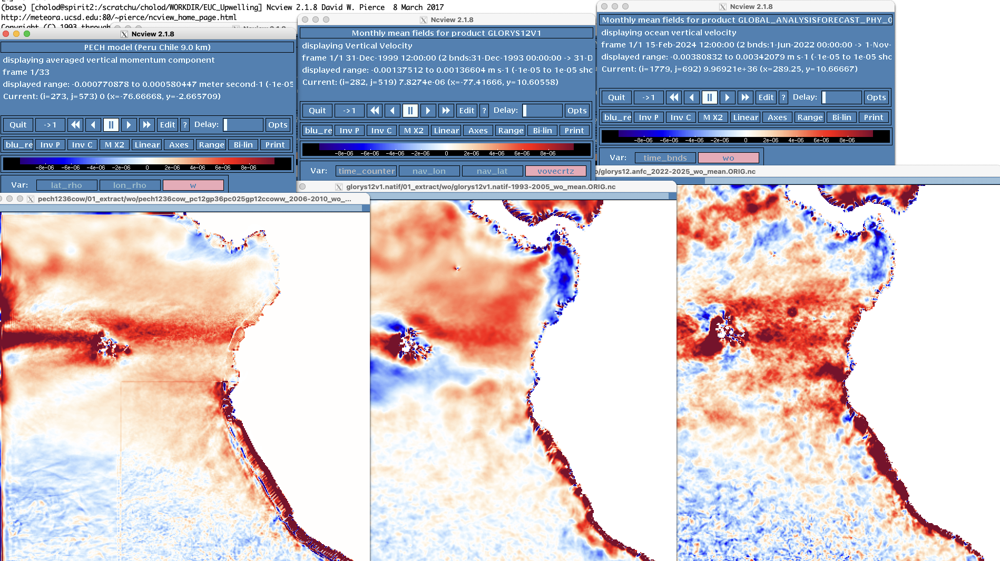 (base) [cholod@spirit2:/scratchu/cholod/WORKDIR/EUC_Upwelling] Ncview 2.1.8 David W. Pierce  8 March 2017
http://meteora.ucsd.edu:80/~pierce/ncview_home_page.html
Copyright (C) 1993 through
Ncview 2.1.8
PECH model (Peru Chile 9.0 km)
displaying averaged vertical momentum component
frame 1/33
displayed range: -0.000770878 to 0.000580447 meter second-1 (-1e-05
Current: (i=273, j=573) 0 (x=-76.66668, y=-2.665709)
Quit ->1 Edit ? Delay: Opts
blu_re Inv P Inv C M X2 Linear Axes Range Bi-lin Print
-8e-06 -6e-06 -4e-06 -2e-06 0 2e-06 4e-06 6e-06 8e-06
Var: lat_rho lon_rho w
pech1236cow/01_extract/wo/pech1236cow_pc12gp36pc025gp12ccoww_2006-2010_wo_...
Ncview 2.1.8
Monthly mean fields for product GLORYS12V1
displaying Vertical Velocity
frame 1/1 31-Dec-1999 12:00:00 (2 bnds:31-Dec-1993 00:00:00 -> 31-D
displayed range: -0.00137512 to 0.00136604 m s-1 (-1e-05 to 1e-05 sho
Current: (i=282, j=519) 7.8274e-06 (x=-77.41666, y=10.60558)
Quit ->1 Edit ? Delay: Opts
blu_re Inv P Inv C M X2 Linear Axes Range Bi-lin Print
-8e-06 -6e-06 -4e-06 -2e-06 0 2e-06 4e-06 6e-06 8e-06
Var: time_counter nav_lon nav_lat vovecrtz
glorys12v1.natif/01_extract/wo/glorys12v1.natif-1993-2005_wo_mean.ORIG.nc
Ncview 2.1.8
Monthly mean fields for product GLOBAL_ANALYSISFORECAST_PHY_0
displaying ocean vertical velocity
frame 1/1 15-Feb-2024 12:00:00 (2 bnds:1-Jun-2022 00:00:00 -> 1-Nov-
displayed range: -0.00380832 to 0.00342079 m s-1 (-1e-05 to 1e-05 sho
Current: (i=1779, j=692) 9.96921e+36 (x=289.25, y=10.66667)
Quit ->1 Edit ? Delay: Opts
blu_re Inv P Inv C M X2 Linear Axes Range Bi-lin Print
-8e-06 -6e-06 -4e-06 -2e-06 0 2e-06 4e-06 6e-06 8e-06
Var: time_bnds wo
o/glorys12.anfc_2022-2025_wo_mean.ORIG.nc